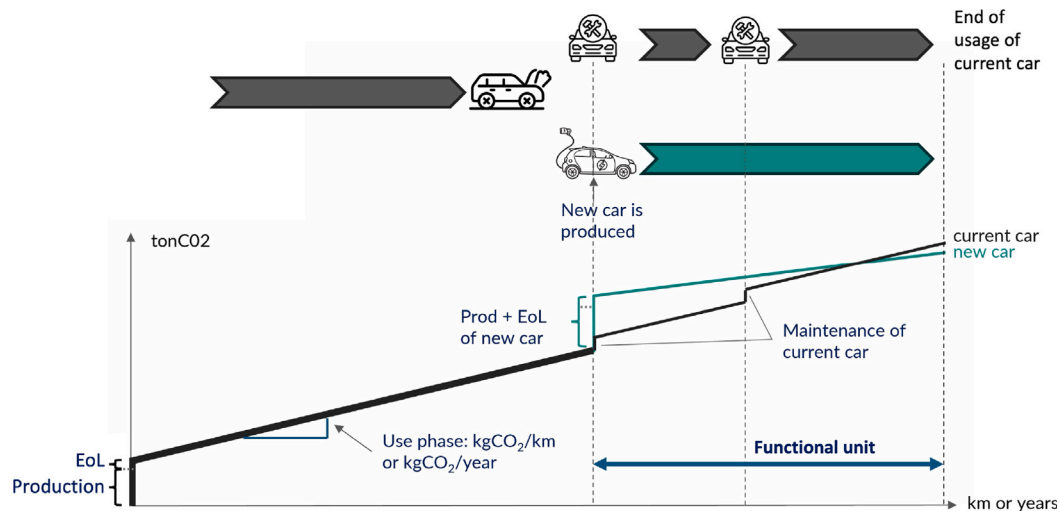 End of
usage of
current car
New car is
produced
tonC02
current car
new car
Prod + EoL
of new car
Maintenance of
current car
Use phase: kgCO₂/km
or kgCO₂/year
Functional unit
EoL
Production
km or years